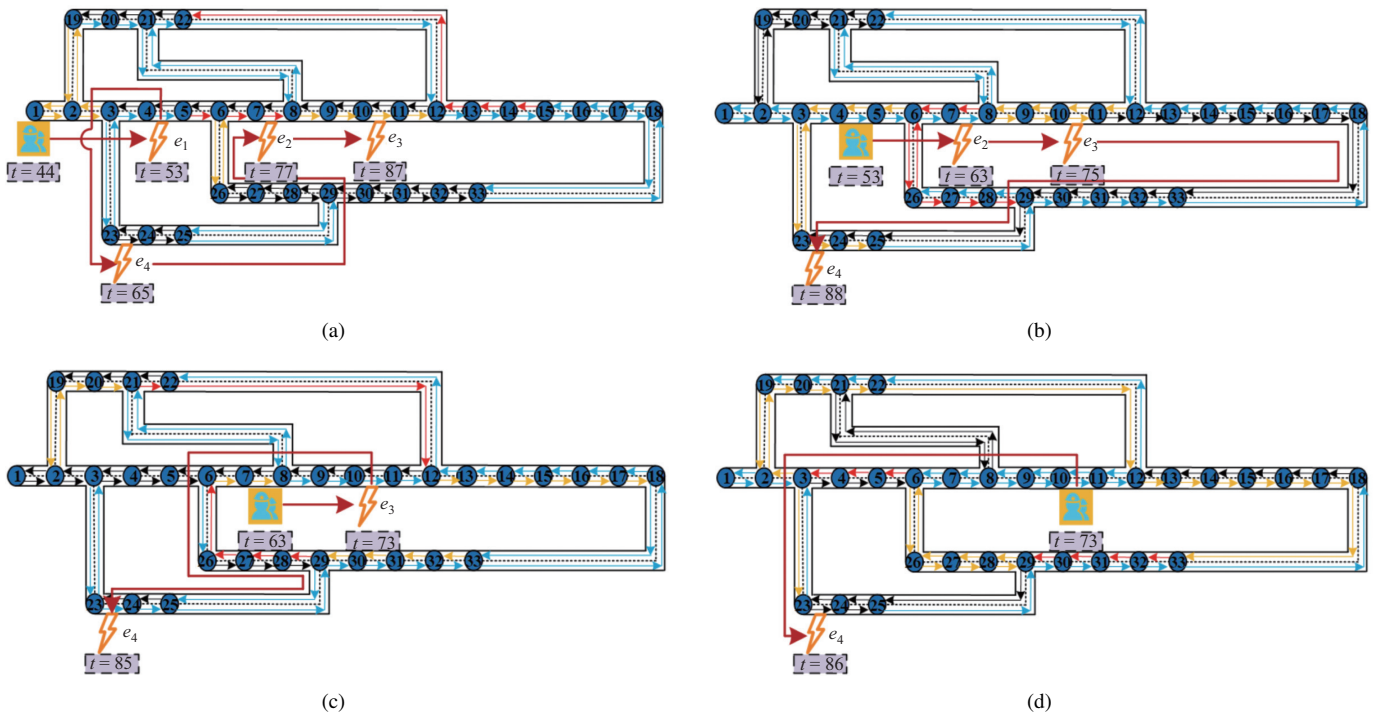 19 20 21 22
1 2 3 4 5 6 7 8 9 10 11 12 13 14 15 16 17 18
e1 e2 e3
t = 44 t = 53 t = 77 t = 87
26 27 28 29 30 31 32 33
23 24 25
e4
t = 65
(a)
19 20 21 22
1 2 3 4 5 6 7 8 9 10 11 12 13 14 15 16 17 18
e2 e3
t = 53 t = 63 t = 75
26 27 28 29 30 31 32 33
23 24 25
e4
t = 88
(b)
19 20 21 22
1 2 3 4 5 6 7 8 9 10 11 12 13 14 15 16 17 18
e3
t = 63 t = 73
26 27 28 29 30 31 32 33
23 24 25
e4
t = 85
(c)
19 20 21 22
1 2 3 4 5 6 7 8 9 10 11 12 13 14 15 16 17 18
t = 73
26 27 28 29 30 31 32 33
23 24 25
e4
t = 86
(d)